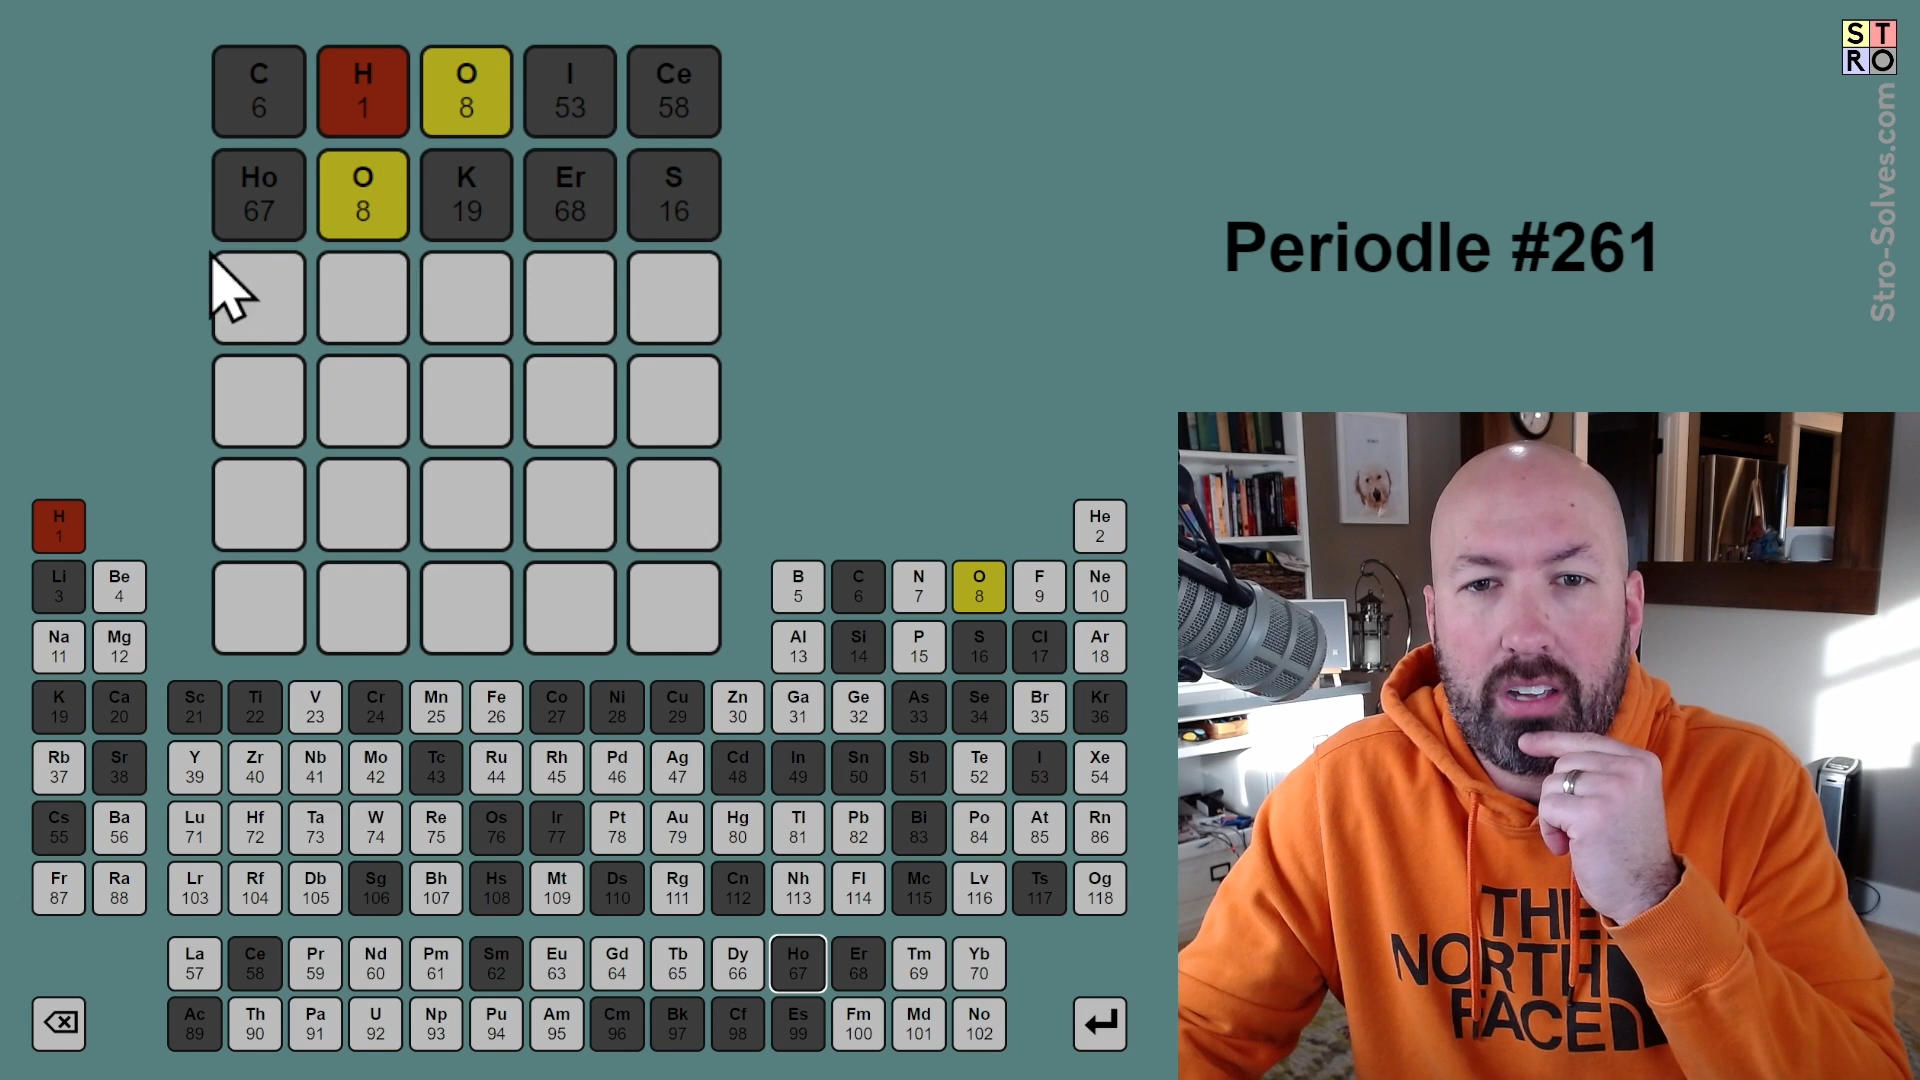 C H O I Ce
6 1 8 53 58
Ho O K Er S
67 8 19 68 16
S T
R O
Stro-Solves.com
Periodle #261
H He
1 2
Li Be B C N O F Ne
3 4 5 6 7 8 9 10
Na Mg Al Si P S Cl Ar
11 12 13 14 15 16 17 18
K Ca Sc Ti V Cr Mn Fe Co Ni Cu Zn Ga Ge As Se Br Kr
19 20 21 22 23 24 25 26 27 28 29 30 31 32 33 34 35 36
Rb Sr Y Zr Nb Mo Tc Ru Rh Pd Ag Cd In Sn Sb Te I Xe
37 38 39 40 41 42 43 44 45 46 47 48 49 50 51 52 53 54
Cs Ba Lu Hf Ta W Re Os Ir Pt Au Hg Tl Pb Bi Po At Rn
55 56 71 72 73 74 75 76 77 78 79 80 81 82 83 84 85 86
Fr Ra Lr Rf Db Sg Bh Hs Mt Ds Rg Cn Nh Fl Mc Lv Ts Og
87 88 103 104 105 106 107 108 109 110 111 112 113 114 115 116 117 118
La Ce Pr Nd Pm Sm Eu Gd Tb Dy Ho Er Tm Yb
57 58 59 60 61 62 63 64 65 66 67 68 69 70
Ac Th Pa U Np Pu Am Cm Bk Cf Es Fm Md No
89 90 91 92 93 94 95 96 97 98 99 100 101 102
THE
NORTH
FACE